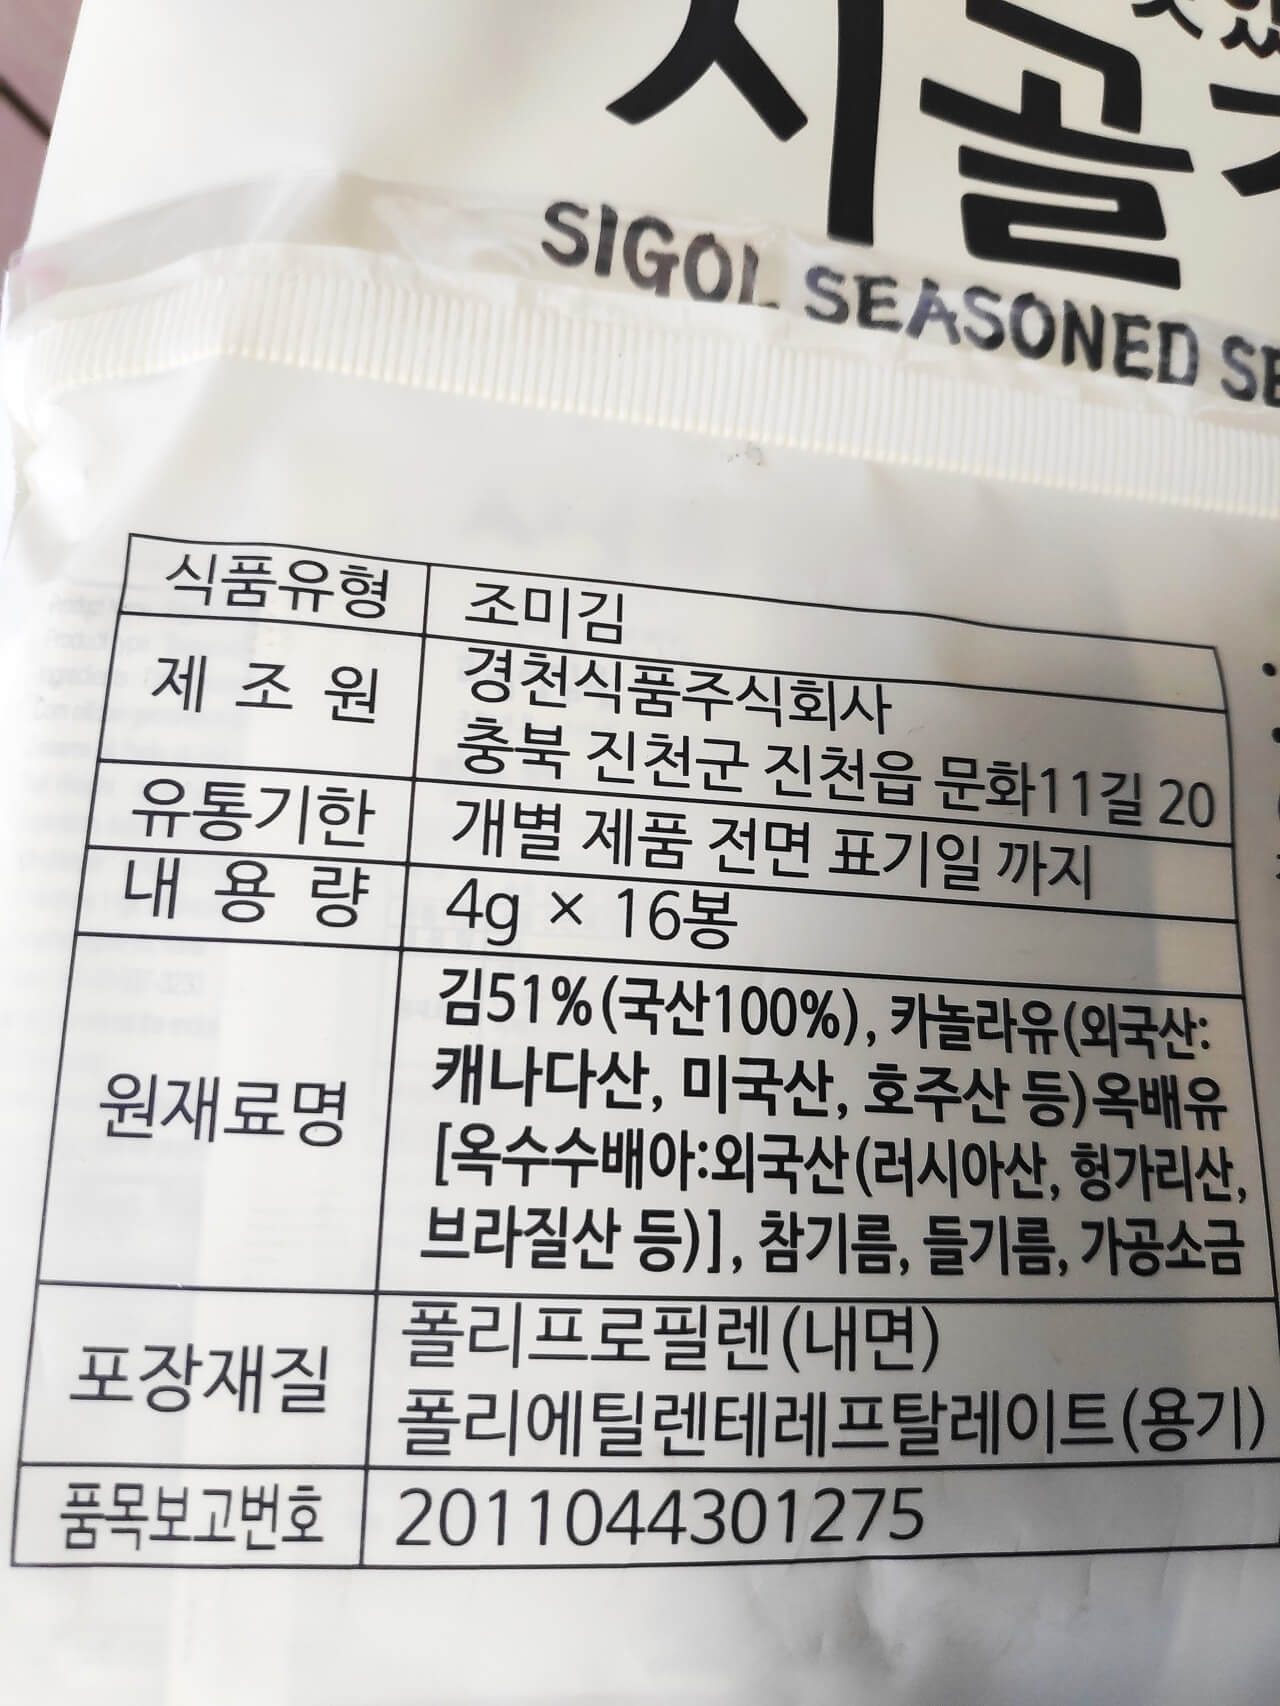 시골
SIGOL SEASONED SE
식품유형 조미김
제 조 원 경천식품주식회사
충북 진천군 진천읍 문화11길 20
유통기한 개별 제품 전면 표기일 까지
내 용 량 4g × 16봉
원재료명 김51%(국산100%), 카놀라유(외국산:
캐나다산, 미국산, 호주산 등)옥배유
[옥수수배아:외국산(러시아산, 헝가리산,
브라질산 등)], 참기름, 들기름, 가공소금
포장재질 폴리프로필렌(내면)
폴리에틸렌테레프탈레이트(용기)
품목보고번호 2011044301275